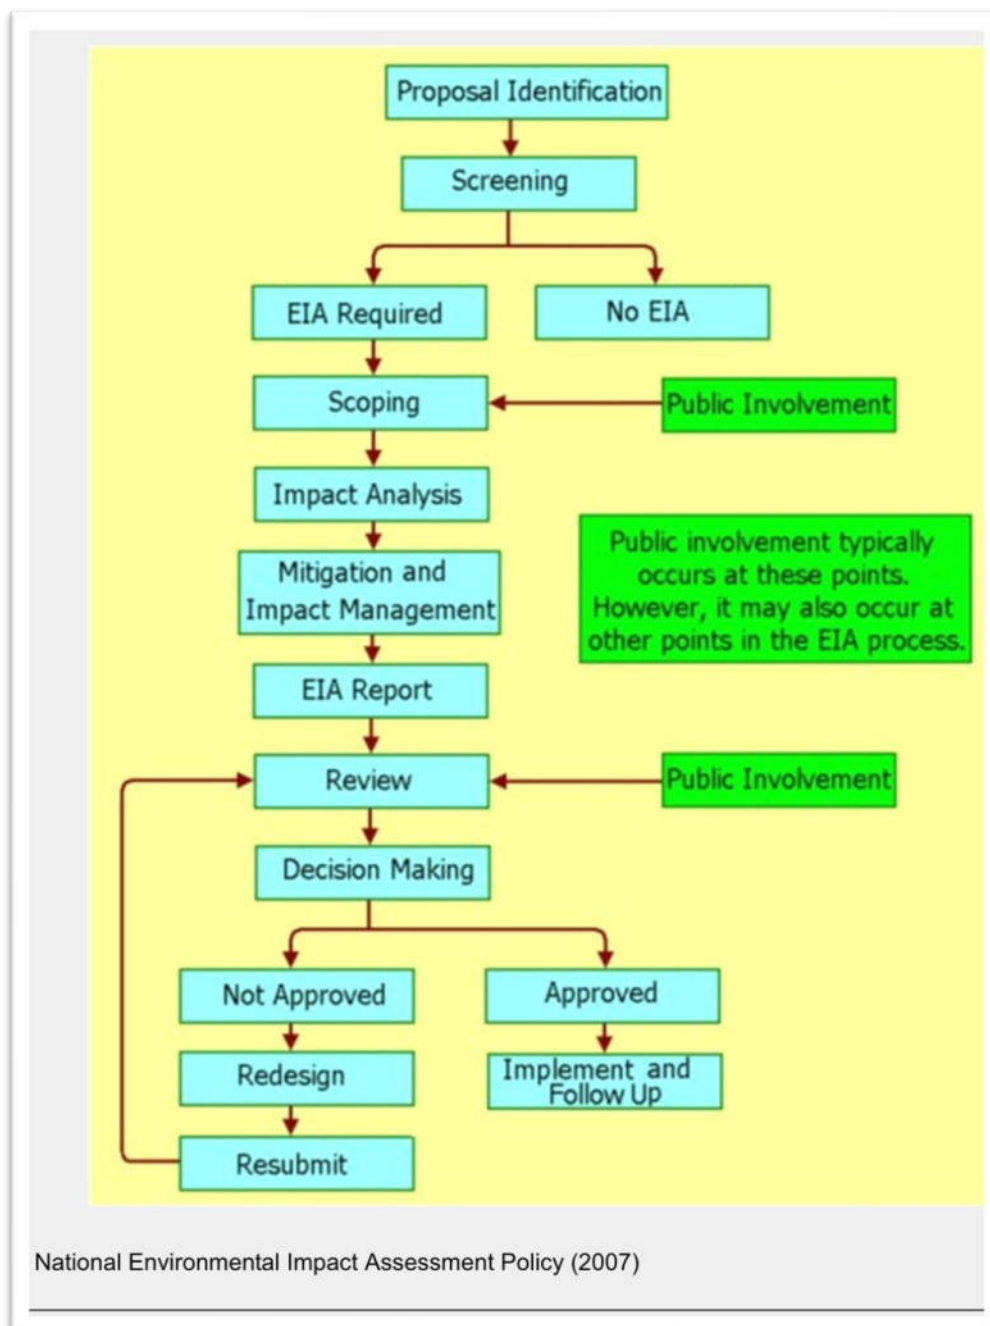 Proposal Identification
Screening
EIA Required
No EIA
Scoping
Public Involvement
Impact Analysis
Public involvement typically
occurs at these points.
However, it may also occur at
other points in the EIA process.
Mitigation and
Impact Management
EIA Report
Review
Public Involvement
Decision Making
Not Approved
Approved
Redesign
Implement and
Follow Up
Resubmit
National Environmental Impact Assessment Policy (2007)